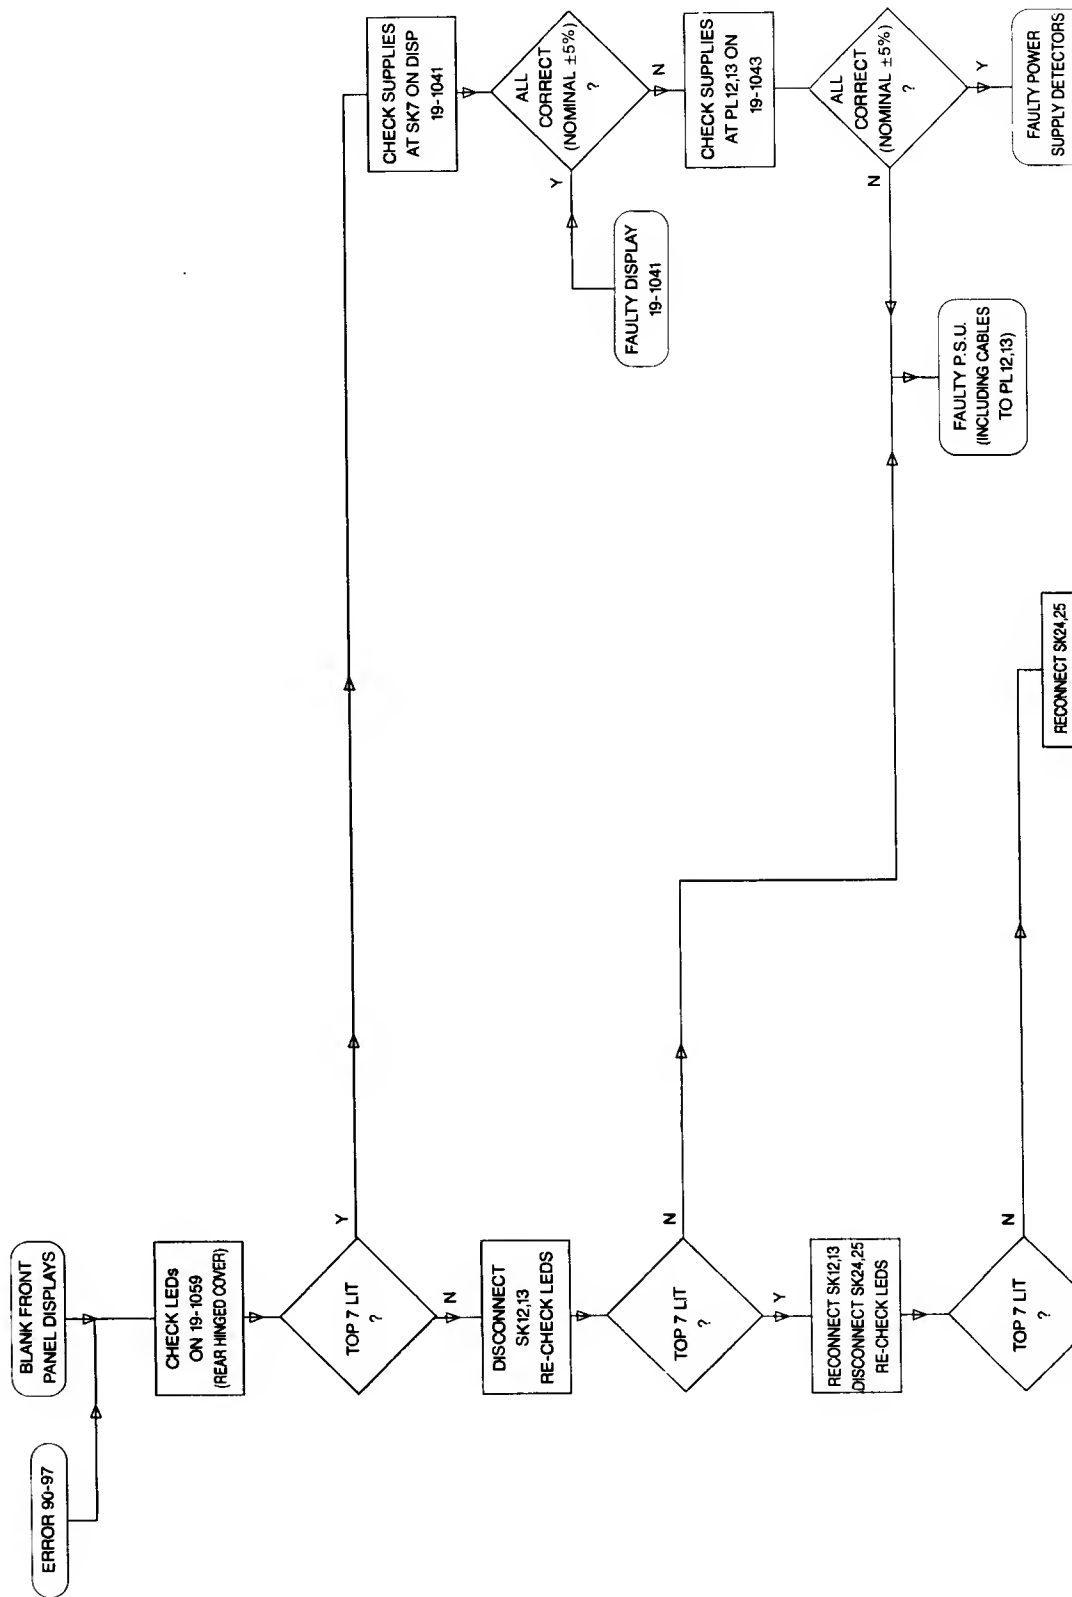 ERROR 90-97
BLANK FRONT
PANEL DISPLAYS
CHECK LEDs
ON 19-1059
(REAR HINGED COVER)
TOP 7 LIT
?
Y
N
CHECK SUPPLIES
AT SK7 ON DISP
19-1041
ALL
CORRECT
(NOMINAL ±5%)
?
Y
N
FAULTY DISPLAY
19-1041
CHECK SUPPLIES
AT PL12,13 ON
19-1043
ALL
CORRECT
(NOMINAL ±5%)
?
N
Y
FAULTY POWER
SUPPLY DETECTORS
DISCONNECT
SK12,13
RE-CHECK LEDS
TOP 7 LIT
?
N
Y
FAULTY P.S.U.
(INCLUDING CABLES
TO PL12,13)
RECONNECT SK12,13
DISCONNECT SK24,25
RE-CHECK LEDS
TOP 7 LIT
?
N
RECONNECT SK24,25